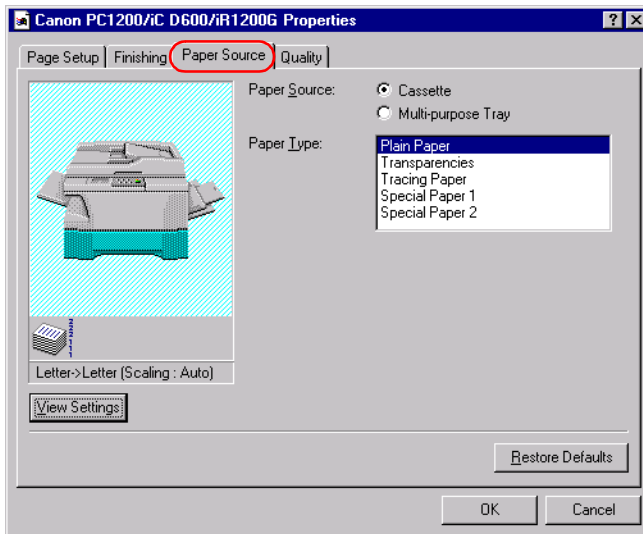 Canon PC1200/iC D600/iR1200G Properties
Page Setup Finishing Paper Source Quality
Paper Source: Cassette
Multi-purpose Tray
Paper Type: Plain Paper
Transparencies
Tracing Paper
Special Paper 1
Special Paper 2
Letter->Letter (Scaling : Auto)
View Settings
Restore Defaults
OK Cancel